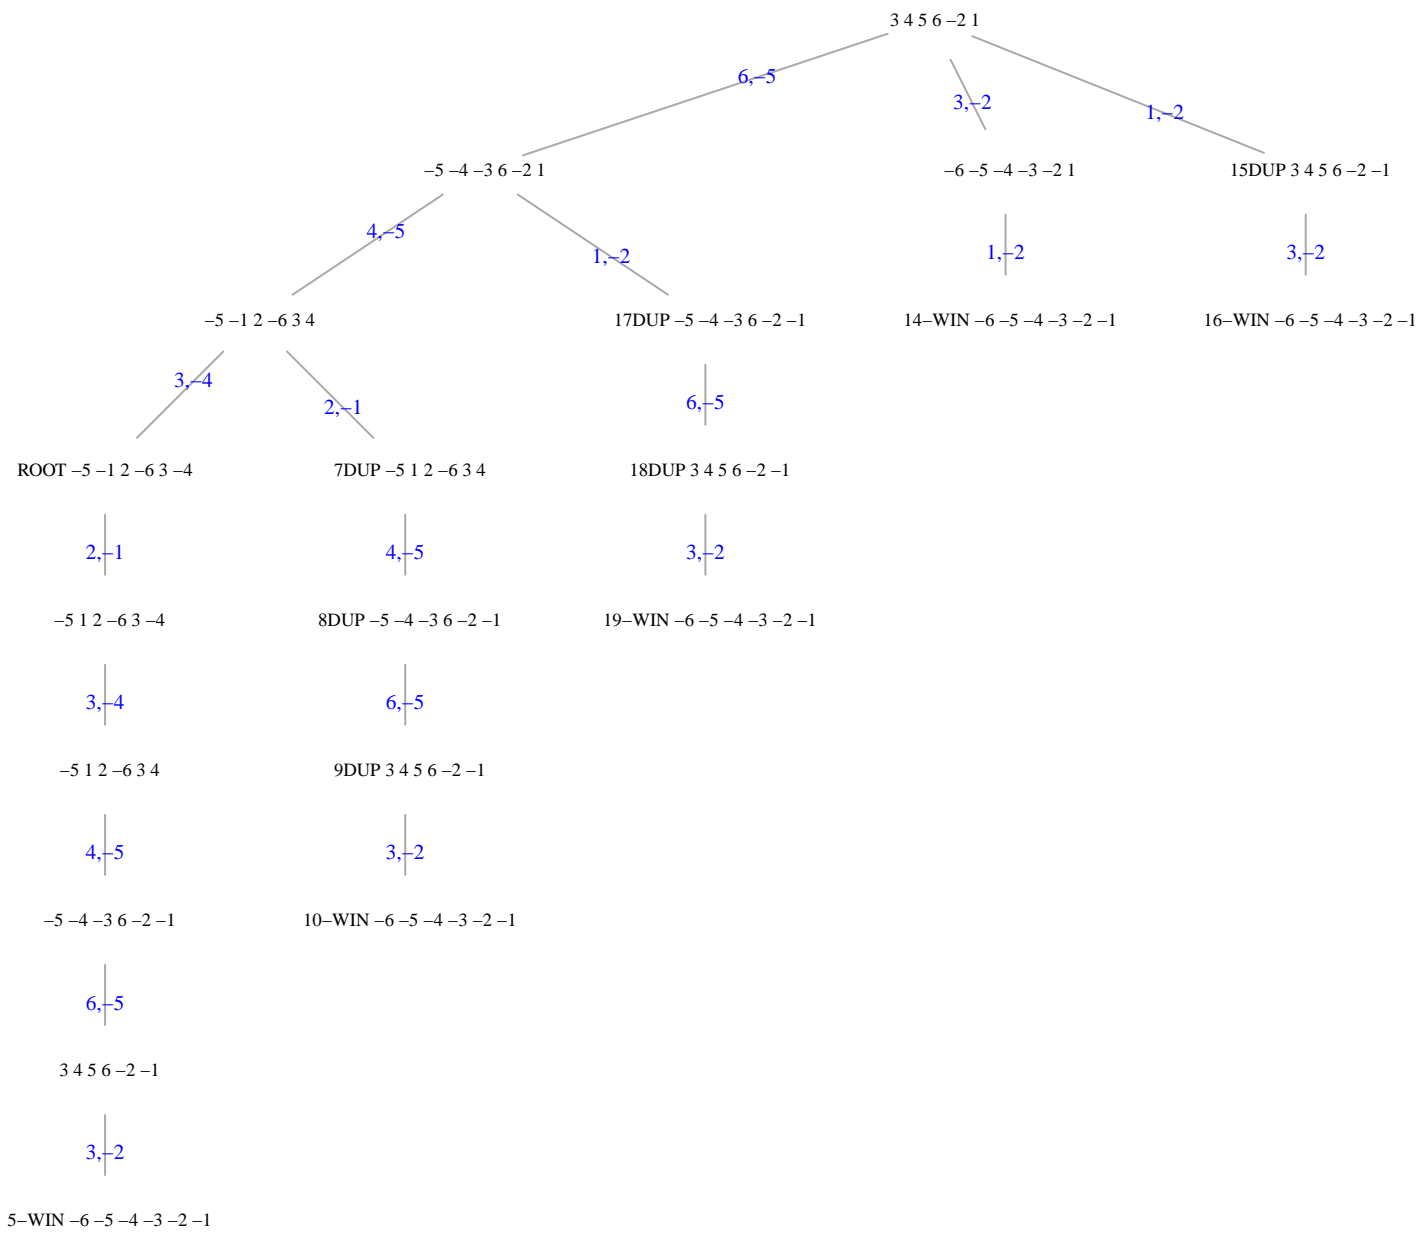 3 4 5 6 –2 1
6,–5
3,–2
1,–2
–5 –4 –3 6 –2 1
–6 –5 –4 –3 –2 1
15DUP 3 4 5 6 –2 –1
4,–5
1,–2
1,–2
3,–2
–5 –1 2 –6 3 4
17DUP –5 –4 –3 6 –2 –1
14–WIN –6 –5 –4 –3 –2 –1
16–WIN –6 –5 –4 –3 –2 –1
3,–4
2,–1
6,–5
ROOT –5 –1 2 –6 3 –4
7DUP –5 1 2 –6 3 4
18DUP 3 4 5 6 –2 –1
2,–1
4,–5
3,–2
–5 1 2 –6 3 –4
8DUP –5 –4 –3 6 –2 –1
19–WIN –6 –5 –4 –3 –2 –1
3,–4
6,–5
–5 1 2 –6 3 4
9DUP 3 4 5 6 –2 –1
4,–5
3,–2
–5 –4 –3 6 –2 –1
10–WIN –6 –5 –4 –3 –2 –1
6,–5
3 4 5 6 –2 –1
3,–2
5–WIN –6 –5 –4 –3 –2 –1